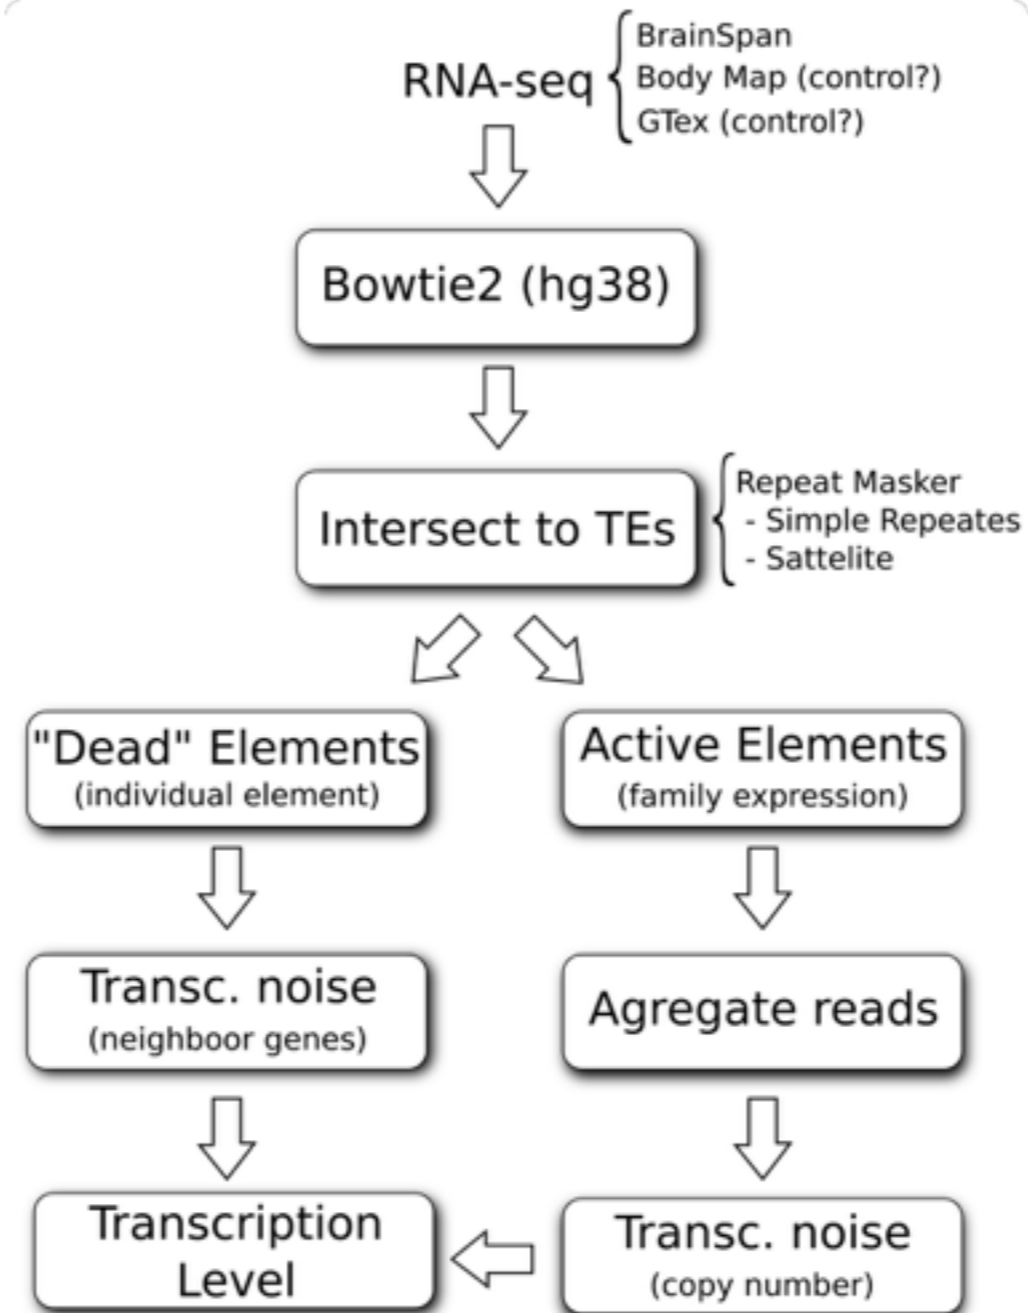 RNA-seq
BrainSpan
Body Map (control?)
GTex (control?)
Bowtie2 (hg38)
Intersect to TEs
Repeat Masker
- Simple Repeates
- Sattelite
"Dead" Elements
(individual element)
Active Elements
(family expression)
Transc. noise
(neighboor genes)
Agregate reads
Transcription
Level
Transc. noise
(copy number)